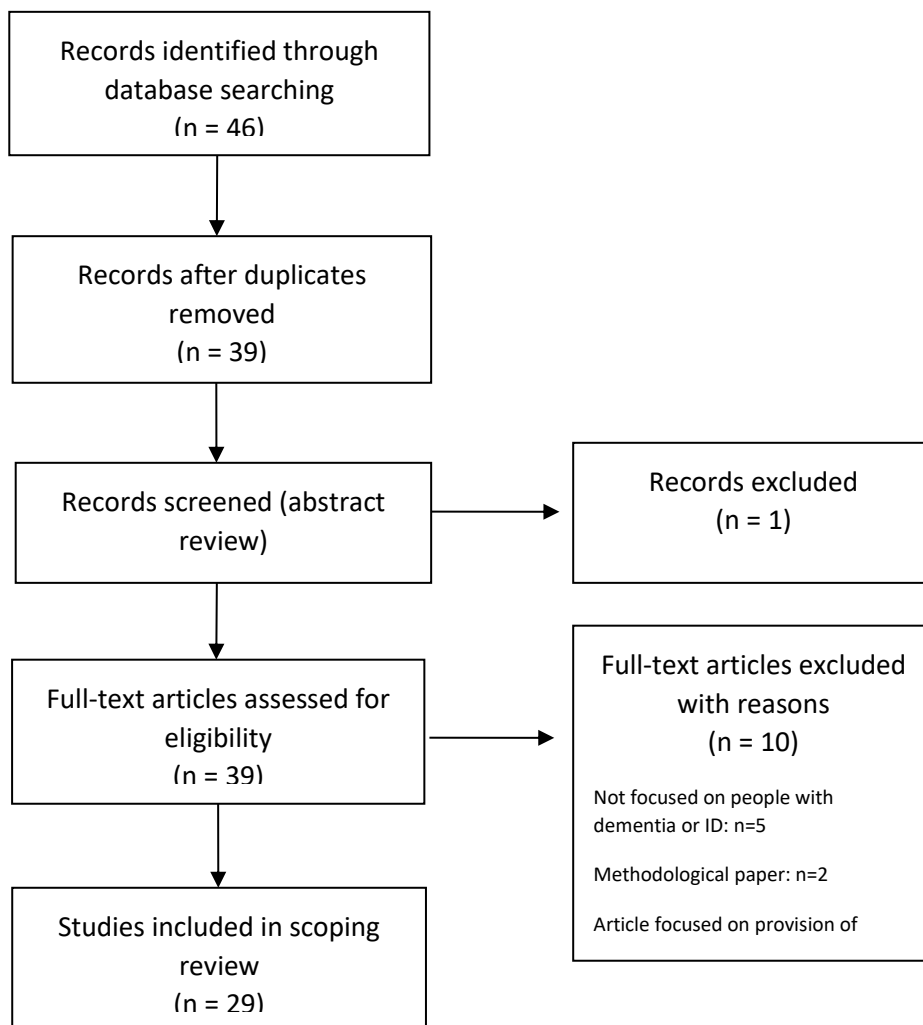 Records identified through
database searching
(n = 46)
Records after duplicates
removed
(n = 39)
Records screened (abstract
review)
Records excluded
(n = 1)
Full-text articles assessed for
eligibility
(n = 39)
Full-text articles excluded
with reasons
(n = 10)
Not focused on people with
dementia or ID: n=5
Methodological paper: n=2
Article focused on provision of
Studies included in scoping
review
(n = 29)